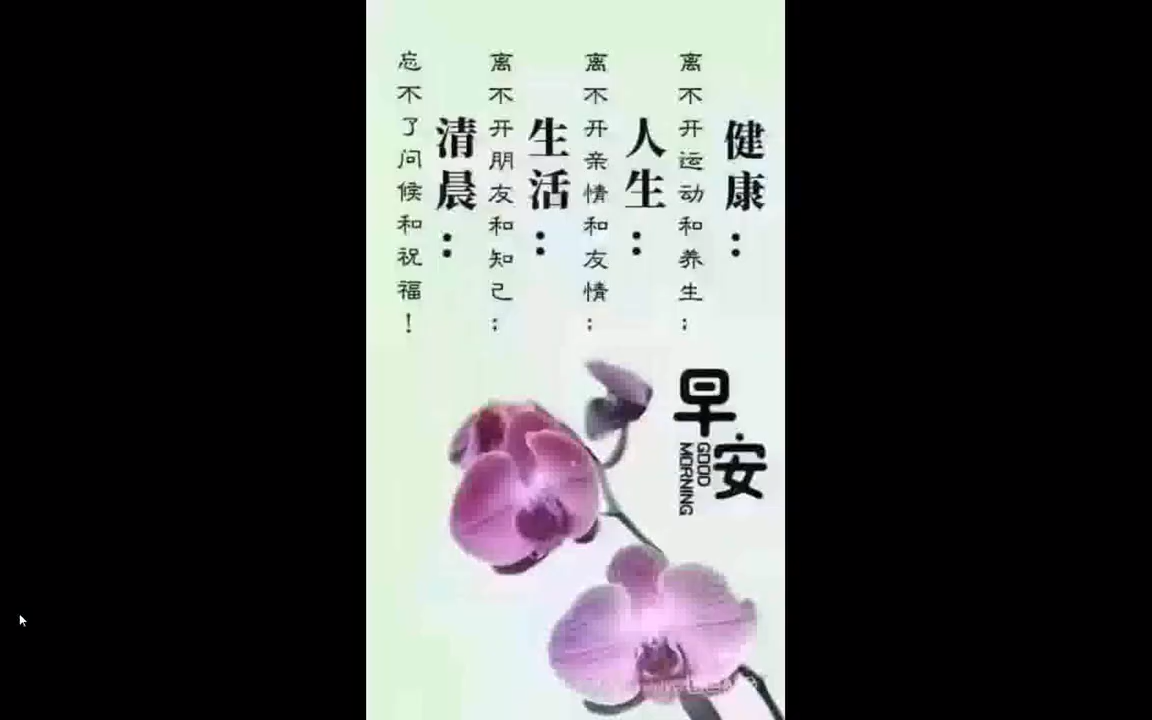 健康：
离不开运动和养生：
人生：
离不开亲情和友情：
生活：
离不开朋友和知己：
清晨：
忘不了问候和祝福！
早安
GOOD
MORNING